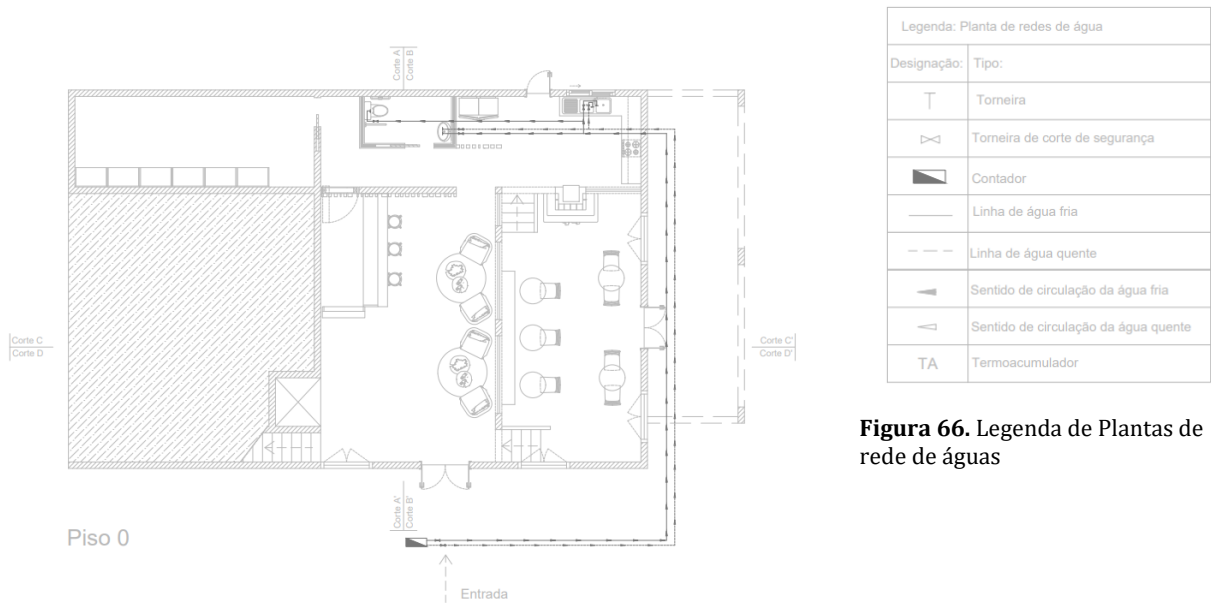 Corte A
Corte B
Corte C
Corte D
Corte C'
Corte D'
Corte A'
Corte B'
Piso 0
Entrada
Legenda: Planta de redes de água
Designação: Tipo:
Torneira
Torneira de corte de segurança
Contador
Linha de água fria
Linha de água quente
Sentido de circulação da água fria
Sentido de circulação da água quente
TA Termoacumulador
Figura 66. Legenda de Plantas de
rede de águas